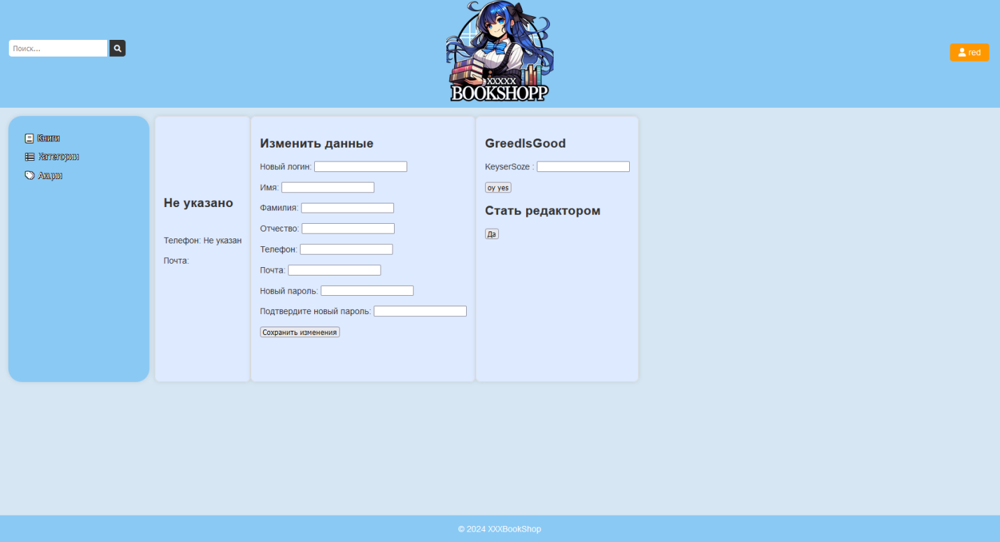 Поиск...
XXXXX
BOOKSHOPP
red
Книги
Категории
Акции
Не указано
Телефон: Не указан
Почта:
Изменить данные
Новый логин:
Имя:
Фамилия:
Отчество:
Телефон:
Почта:
Новый пароль:
Подтвердите новый пароль:
Сохранить изменения
GreedIsGood
KeyserSoze :
oy yes
Стать редактором
Да
© 2024 XXXBookShop